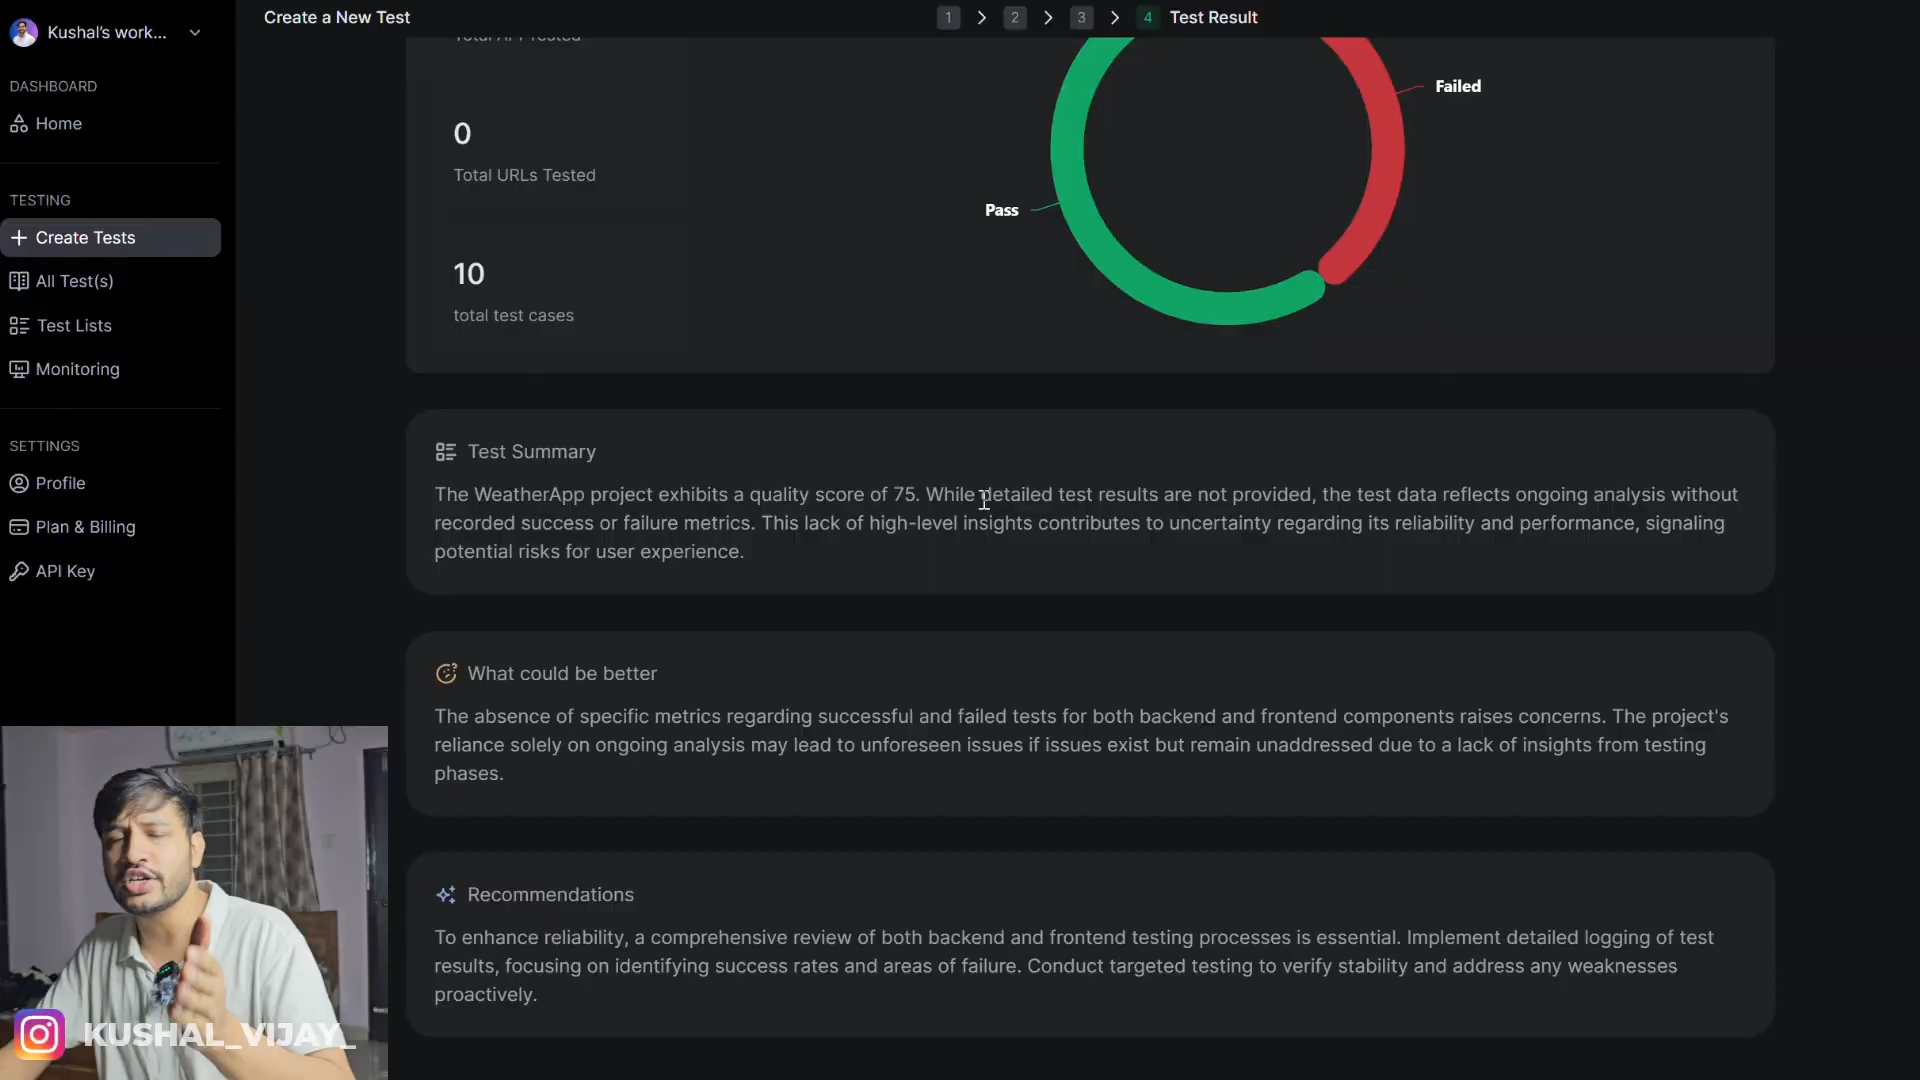 Kushal's work...
DASHBOARD
Home
TESTING
Create Tests
All Test(s)
Test Lists
Monitoring
SETTINGS
Profile
Plan & Billing
API Key
Create a New Test
1 > 2 > 3 > 4 Test Result
Total API Tested
0
Total URLs Tested
10
total test cases
Pass
Failed
Test Summary
The WeatherApp project exhibits a quality score of 75. While detailed test results are not provided, the test data reflects ongoing analysis without
recorded success or failure metrics. This lack of high-level insights contributes to uncertainty regarding its reliability and performance, signaling
potential risks for user experience.
What could be better
The absence of specific metrics regarding successful and failed tests for both backend and frontend components raises concerns. The project's
reliance solely on ongoing analysis may lead to unforeseen issues if issues exist but remain unaddressed due to a lack of insights from testing
phases.
Recommendations
To enhance reliability, a comprehensive review of both backend and frontend testing processes is essential. Implement detailed logging of test
results, focusing on identifying success rates and areas of failure. Conduct targeted testing to verify stability and address any weaknesses
proactively.
KUSHAL_VIJAY_